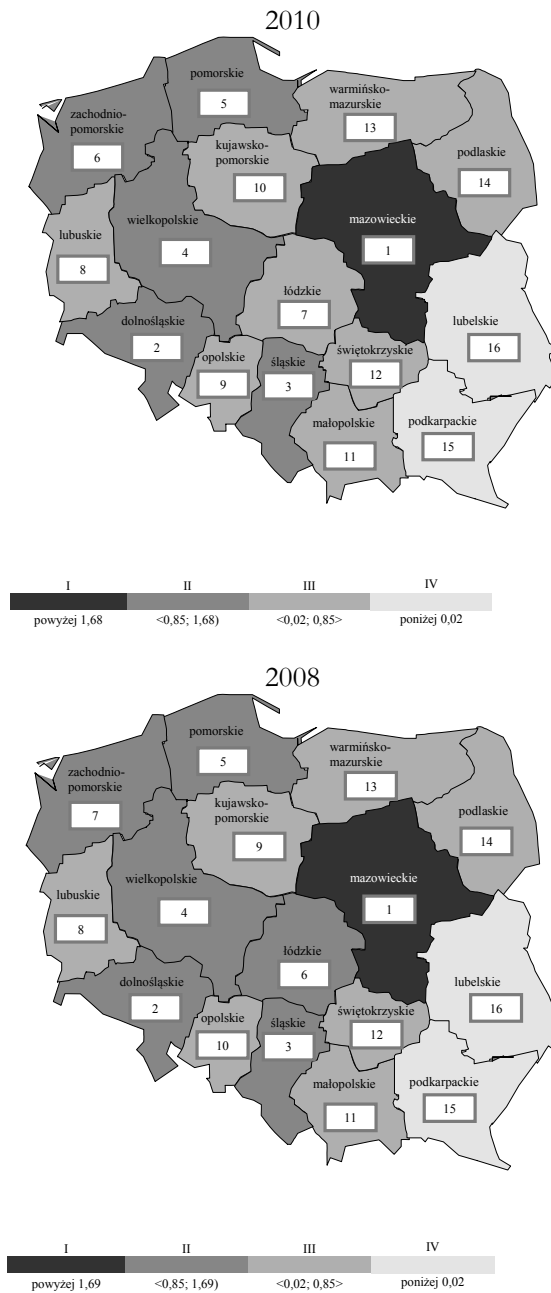 2010
pomorskie
5
warmińsko-
mazurskie
13
zachodnio-
pomorskie
6
kujawsko-
pomorskie
10
podlaskie
14
wielkopolskie
4
mazowieckie
1
lubuskie
8
łódzkie
7
dolnośląskie
2
lubelskie
16
opolskie
9
śląskie
3
świętokrzyskie
12
małopolskie
11
podkarpackie
15
I II III IV
powyżej 1,68 <0,85; 1,68) <0,02; 0,85> poniżej 0,02
2008
pomorskie
5
warmińsko-
mazurskie
13
zachodnio-
pomorskie
7
kujawsko-
pomorskie
9
podlaskie
14
wielkopolskie
4
mazowieckie
1
lubuskie
8
łódzkie
6
dolnośląskie
2
lubelskie
16
opolskie
10
śląskie
3
świętokrzyskie
12
małopolskie
11
podkarpackie
15
I II III IV
powyżej 1,69 <0,85; 1,69) <0,02; 0,85> poniżej 0,02